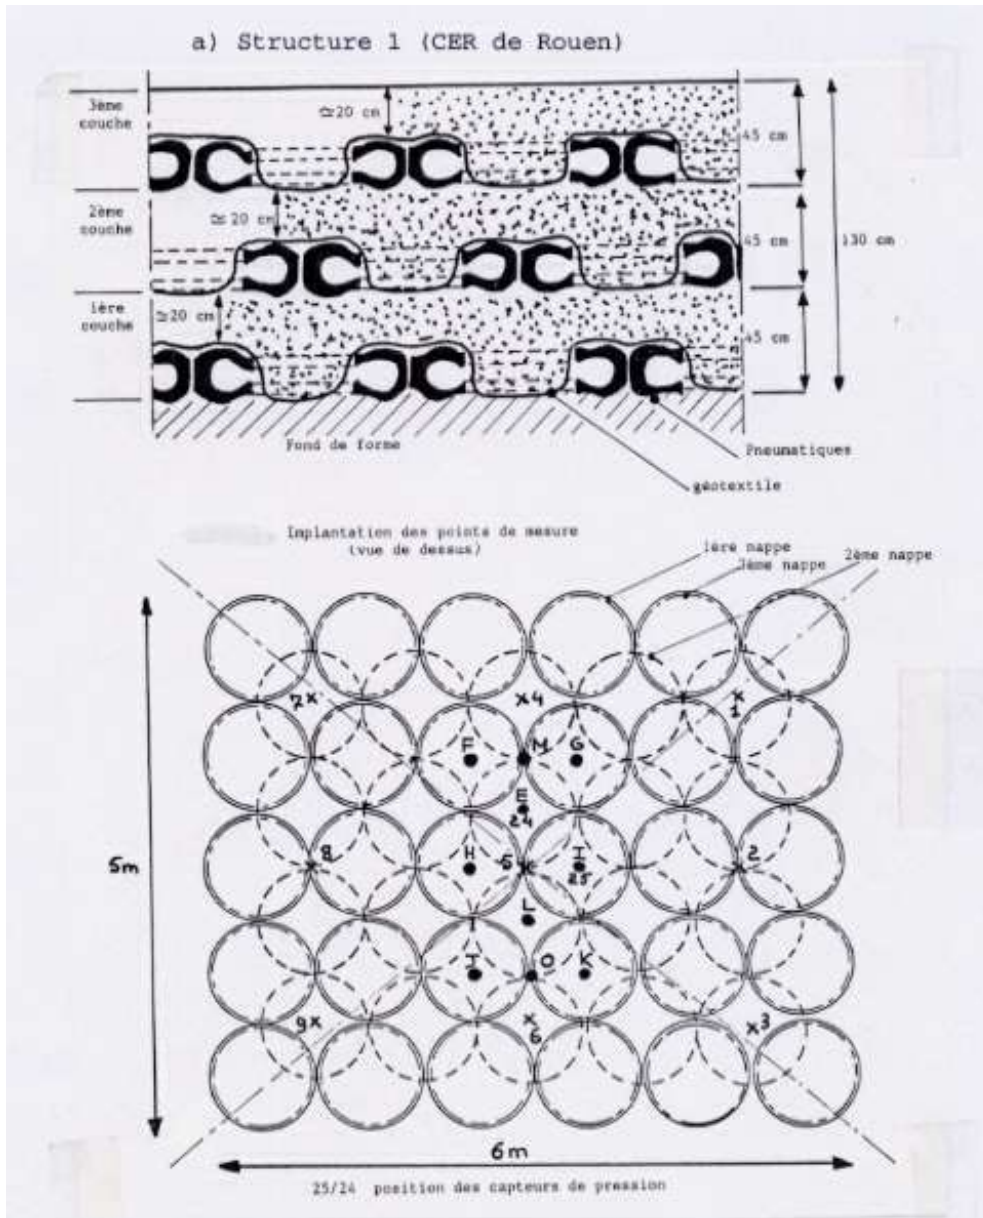 a) Structure 1 (CER de Rouen)
3ème
couche
≃20 cm
45 cm
2ème
couche
≃ 20 cm
45 cm
130 cm
1ère
couche
≃20 cm
45 cm
Fond de forme
Pneumatiques
géotextile
Implantation des points de mesure
(vue de dessus)
1ère nappe
3ème nappe
2ème nappe
7x
x4
x
1
F
M
G
E
24
5m
8
H
5
I
25
2
L
J
O
K
9x
x
6
x3
6m
25/24 position des capteurs de pression